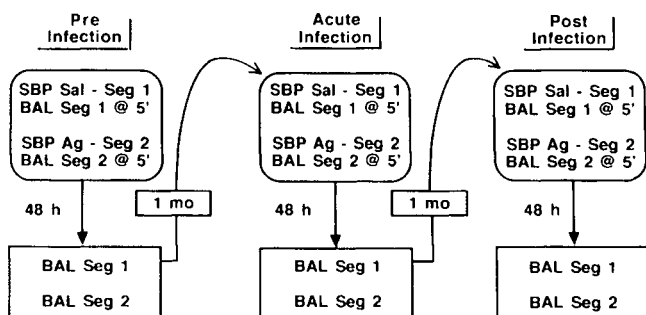 Pre
Infection
Acute
Infection
Post
Infection
SBP Sal - Seg 1
BAL Seg 1 @ 5'
SBP Ag - Seg 2
BAL Seg 2 @ 5'
SBP Sal - Seg 1
BAL Seg 1 @ 5'
SBP Ag - Seg 2
BAL Seg 2 @ 5'
SBP Sal - Seg 1
BAL Seg 1 @ 5'
SBP Ag - Seg 2
BAL Seg 2 @ 5'
48 h
1 mo
48 h
1 mo
48 h
BAL Seg 1
BAL Seg 2
BAL Seg 1
BAL Seg 2
BAL Seg 1
BAL Seg 2